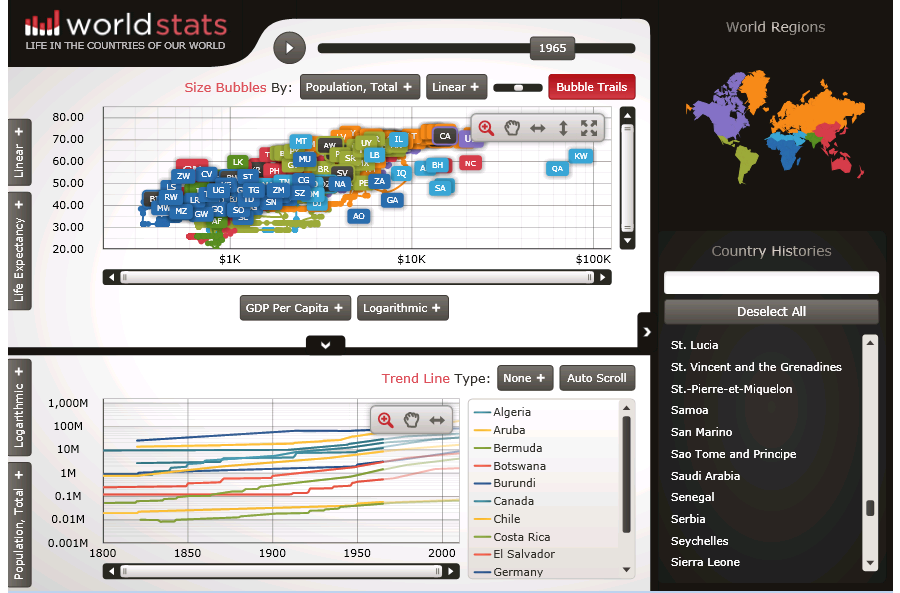 worldstats
LIFE IN THE COUNTRIES OF OUR WORLD
1965
World Regions
Size Bubbles By:
Population, Total +
Linear +
Bubble Trails
Linear +
Life Expectancy +
80.00
70.00
60.00
50.00
40.00
30.00
20.00
MT
AW
UY
IL
CA
LK
MU
SR
LB
BR
BH
NC
KW
QA
PH
SV
IQ
ZW
CV
ST
CG
NA
PE
ZA
SA
LS
UG
TG
ZM
SZ
GA
RW
LR
TD
SN
MZ
GW
GQ
SO
AO
AF
$1K
$10K
$100K
GDP Per Capita +
Logarithmic +
Country Histories
Deselect All
St. Lucia
St. Vincent and the Grenadines
St.-Pierre-et-Miquelon
Samoa
San Marino
Sao Tome and Principe
Saudi Arabia
Senegal
Serbia
Seychelles
Sierra Leone
Trend Line Type:
None +
Auto Scroll
Logarithmic +
Population, Total +
1,000M
100M
10M
1M
0.1M
0.01M
0.001M
1800
1850
1900
1950
2000
Algeria
Aruba
Bermuda
Botswana
Burundi
Canada
Chile
Costa Rica
El Salvador
Germany